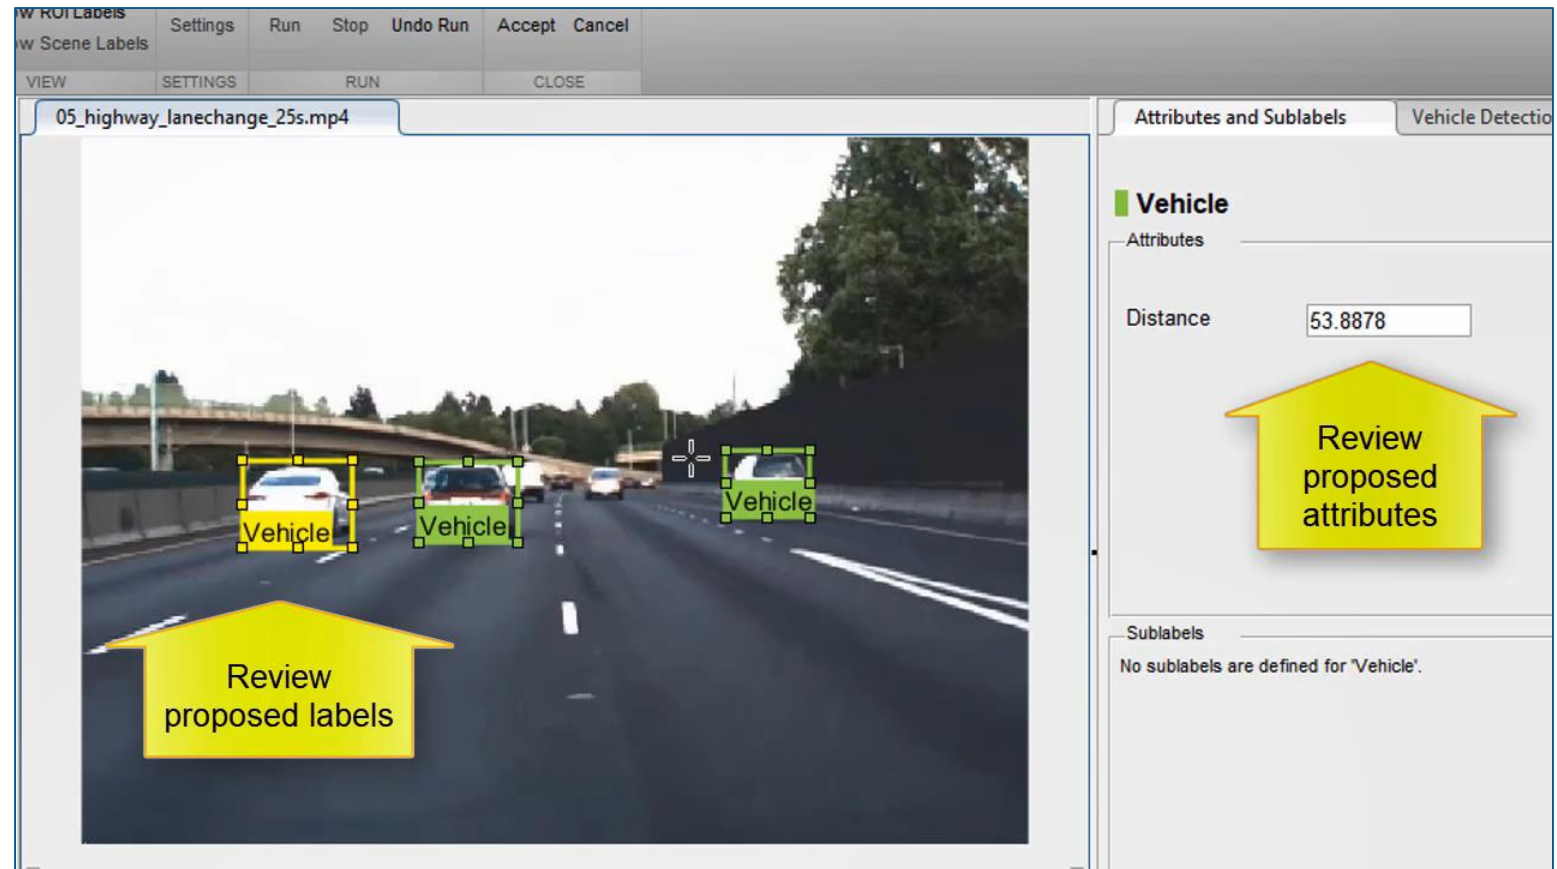 ow ROI Labels
ow Scene Labels
Settings Run Stop Undo Run Accept Cancel
VIEW SETTINGS RUN CLOSE
05_highway_lanechange_25s.mp4
Attributes and Sublabels Vehicle Detectio
Vehicle
Attributes
Distance 53.8878
Review
proposed
attributes
Vehicle
Vehicle
Vehicle
Review
proposed labels
Sublabels
No sublabels are defined for 'Vehicle'.